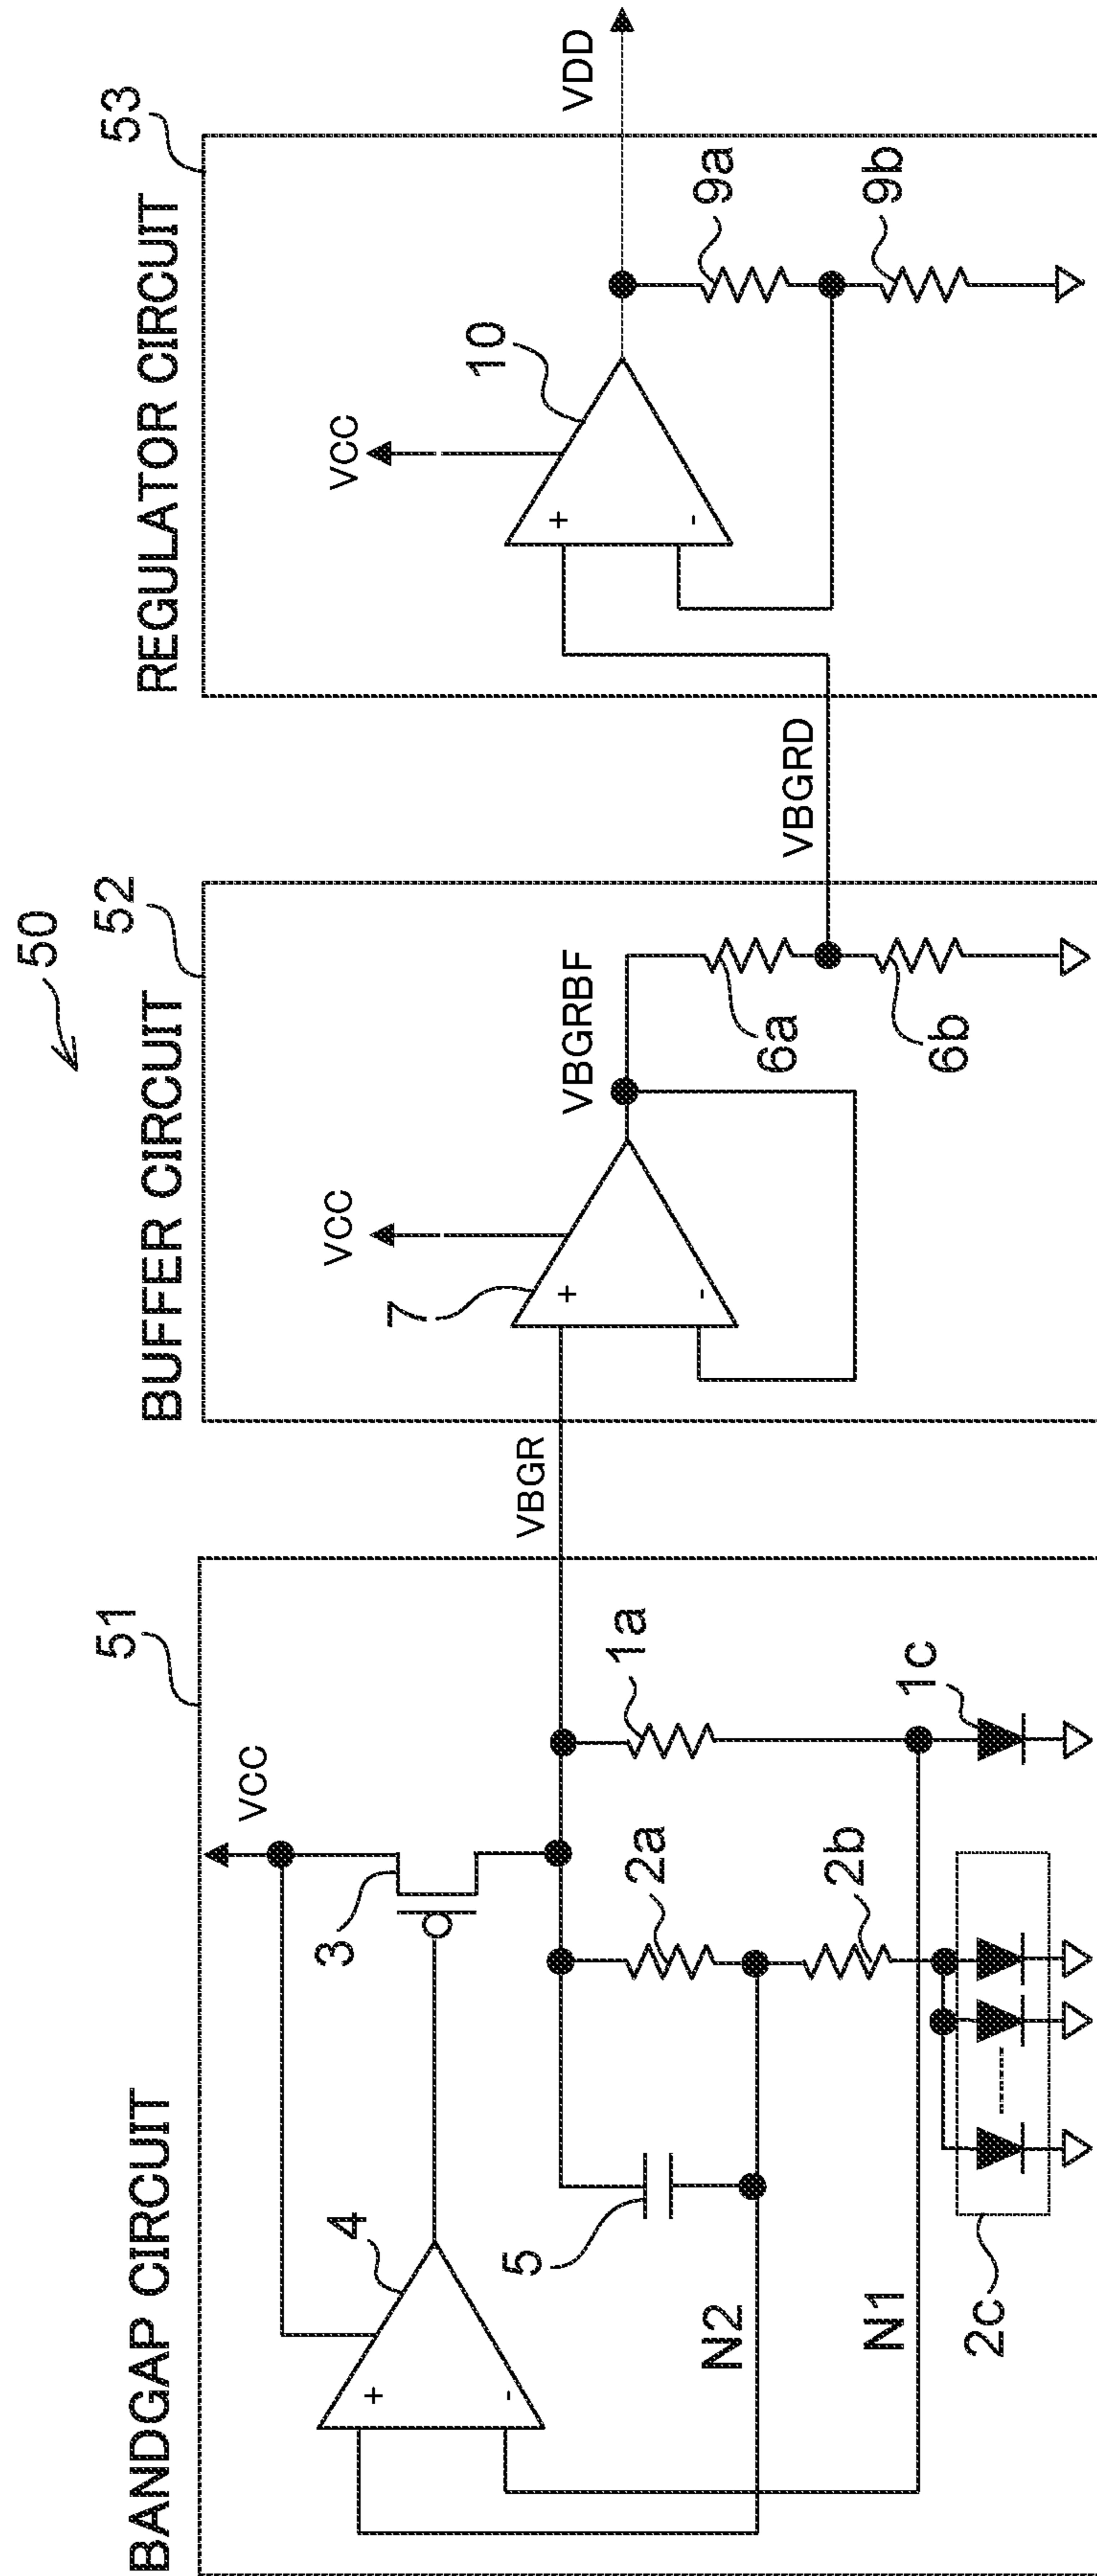 50
BANDGAP CIRCUIT
51
VCC
3
4
+
-
5
2a
1a
N2
2b
N1
1c
2c
VBGR
BUFFER CIRCUIT
52
VCC
7
+
-
VBGRBF
6a
6b
VBGRD
REGULATOR CIRCUIT
53
VCC
10
+
-
VDD
9a
9b